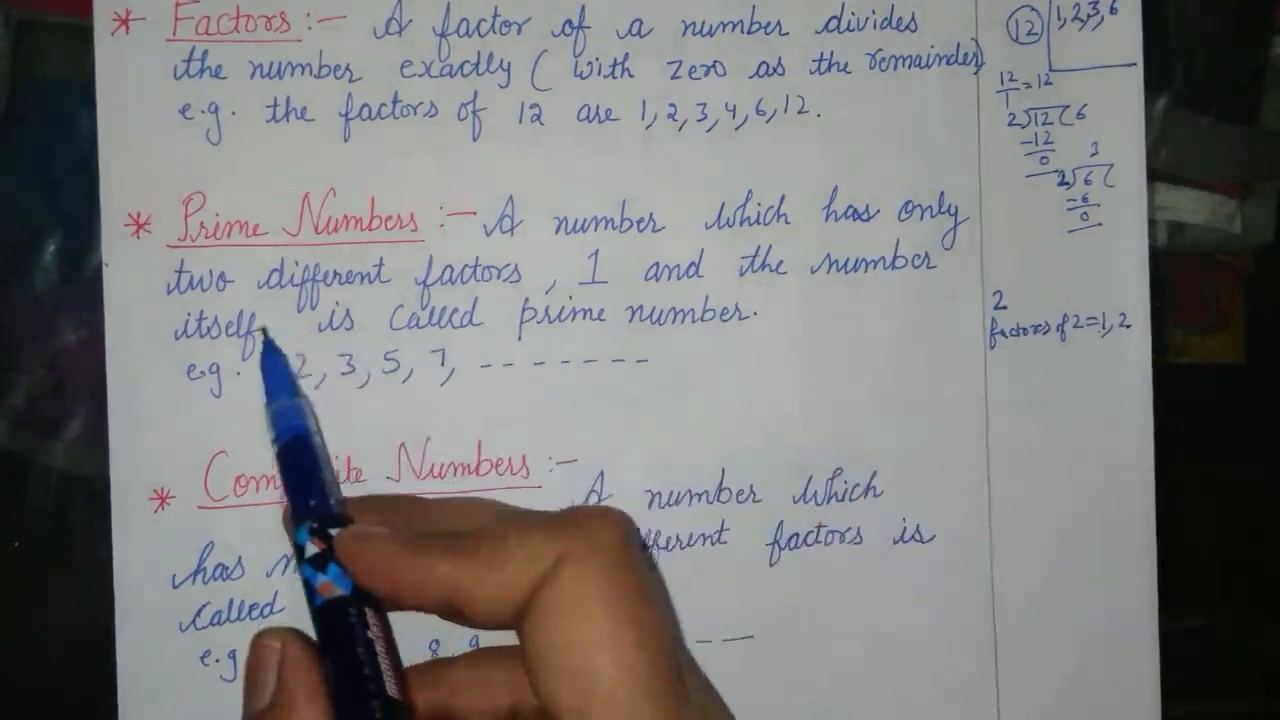 * Factors :- A factor of a number divides
the number exactly ( with zero as the remainder)
e.g. the factors of 12 are 1, 2, 3, 4, 6, 12.
* Prime Numbers :- A number which has only
two different factors, 1 and the number
itself, is called prime number.
e.g. 2, 3, 5, 7, -------
* Numbers :-
A number which
has factors is
called
e.g 8, 9 --
12 1, 2, 3, 6
12/1 = 12
2)12(6
-12
0
3
2)6(
-6
0
2
factors of 2 = 1, 2